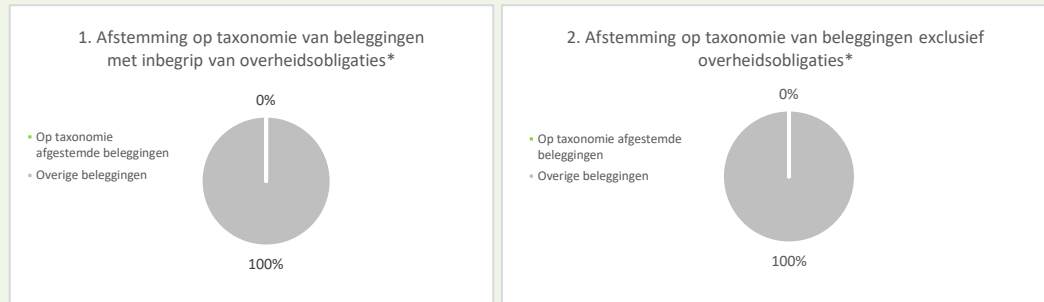 1. Afstemming op taxonomie van beleggingen
met inbegrip van overheidsobligaties*
0%
Op taxonomie
afgestemde beleggingen
Overige beleggingen
100%
2. Afstemming op taxonomie van beleggingen exclusief
overheidsobligaties*
0%
Op taxonomie afgestemde
beleggingen
Overige beleggingen
100%